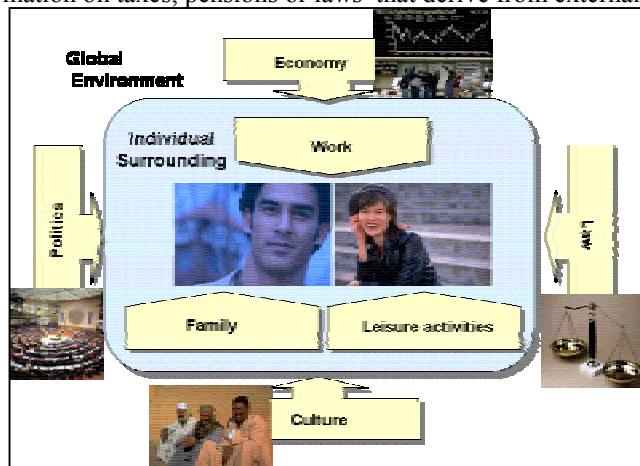 mation on taxes, pensions or laws that derive from external
Global
Environment
Economy
Individual
Surrounding
Work
Politics
Law
Family
Leisure activities
Culture